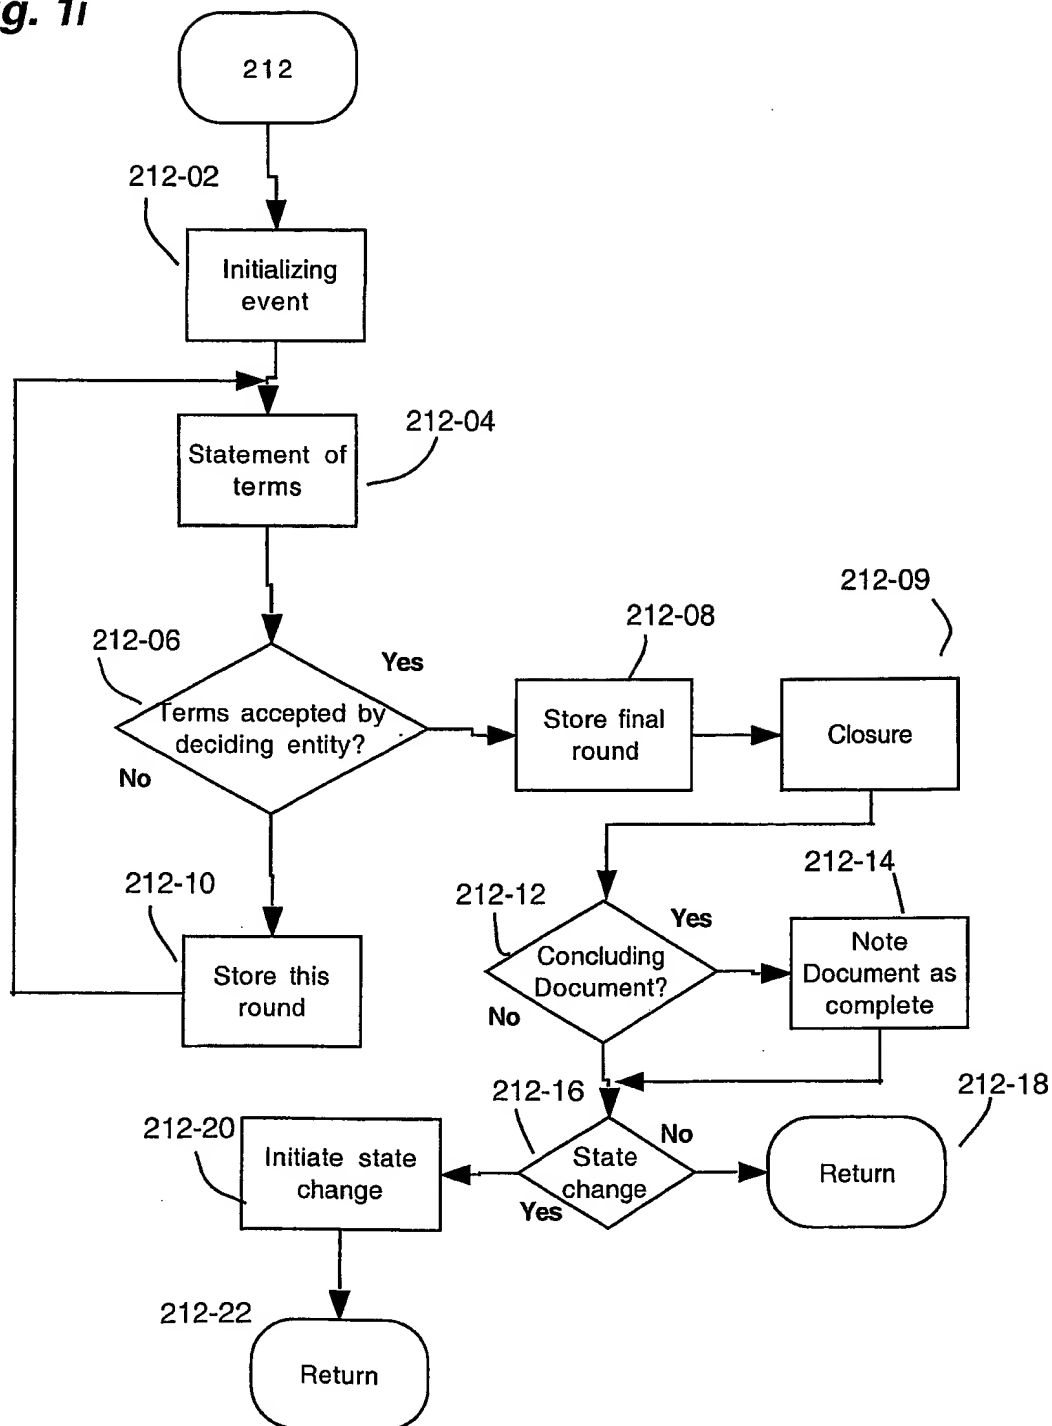 g. 1i
212
212-02
Initializing
event
212-04
Statement of
terms
212-09
212-08
212-06
Yes
Terms accepted by
deciding entity?
No
Store final
round
Closure
212-14
212-10
212-12
Yes
Store this
round
Concluding
Document?
No
Note
Document as
complete
212-16
212-18
212-20
No
Initiate state
change
State
change
Yes
Return
212-22
Return